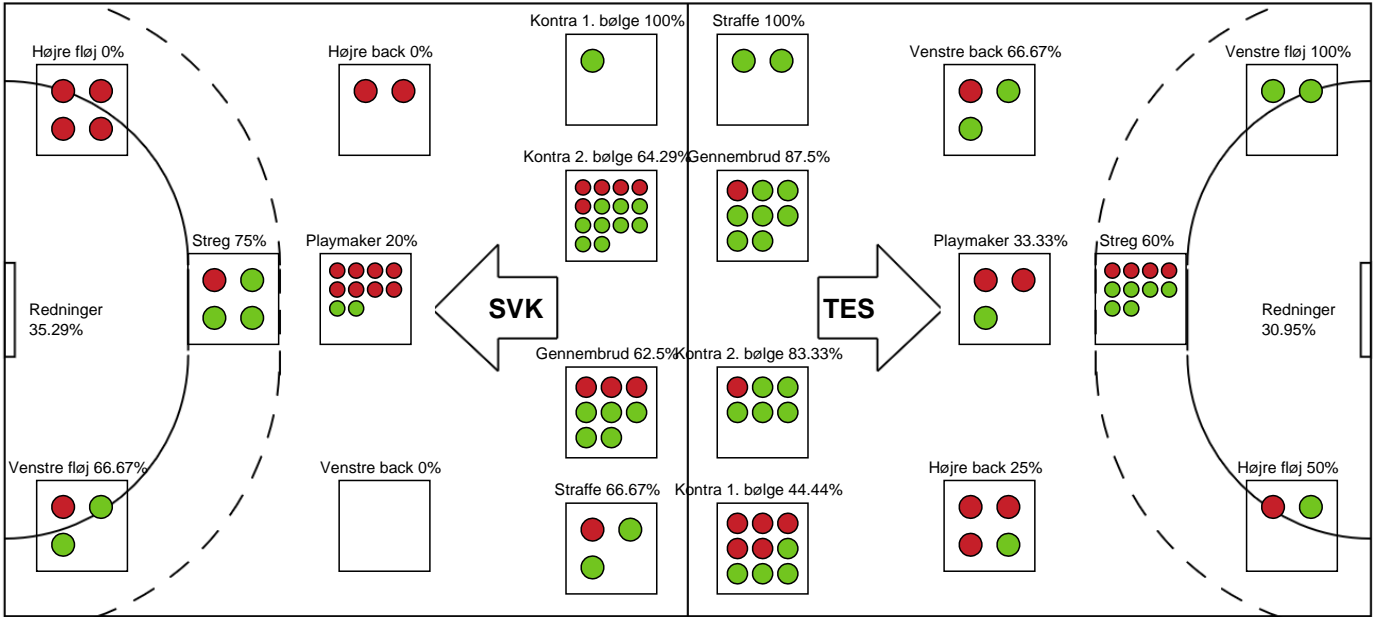 Kontra 1. bølge 100%
Straffe 100%
Højre fløj 0%
Højre back 0%
Venstre back 66.67%
Venstre fløj 100%
Kontra 2. bølge 64.29%
Gennembrud 87.5%
Streg 75%
Playmaker 20%
Playmaker 33.33%
Streg 60%
SVK
TES
Redninger
35.29%
Redninger
30.95%
Gennembrud 62.5%
Kontra 2. bølge 83.33%
Venstre fløj 66.67%
Venstre back 0%
Højre back 25%
Højre fløj 50%
Straffe 66.67%
Kontra 1. bølge 44.44%